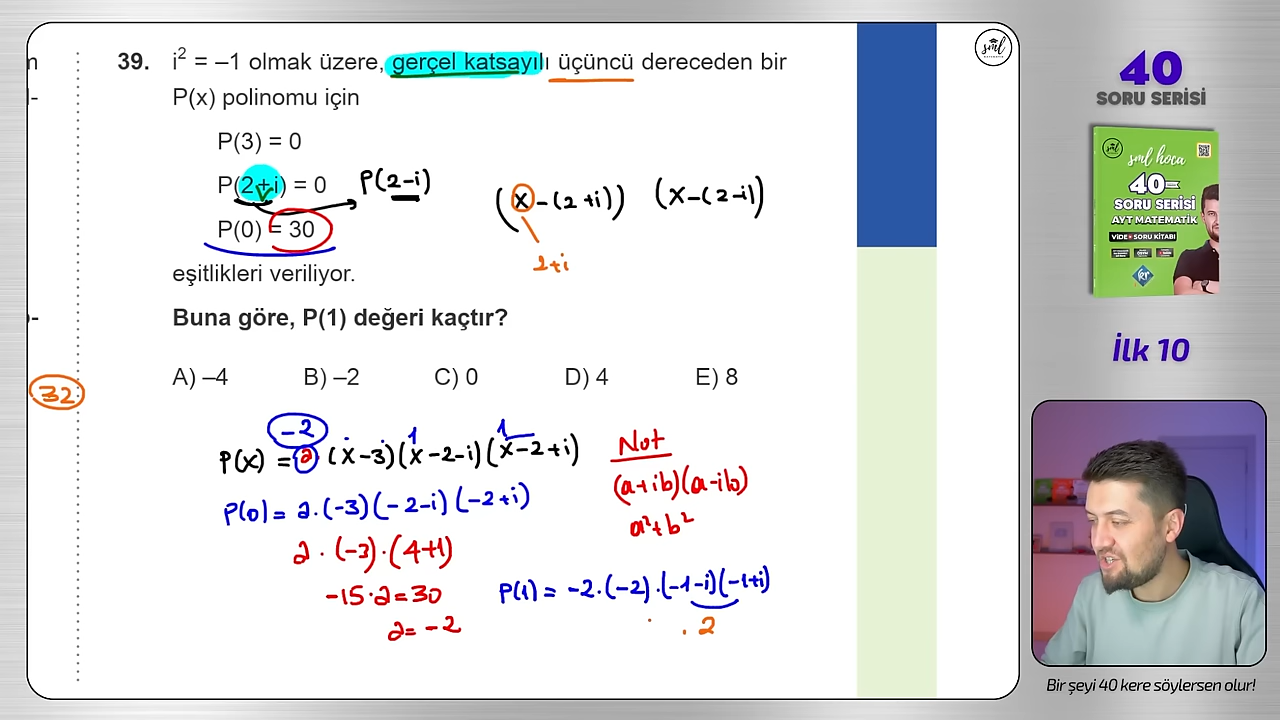 39. i² = –1 olmak üzere, gerçel katsayılı üçüncü dereceden bir
P(x) polinomu için
P(3) = 0
P(2+i) = 0
P(2-i)
(x-(2+i)) (x-(2-i))
2+i
P(0) = 30
eşitlikleri veriliyor.
Buna göre, P(1) değeri kaçtır?
A) –4 B) –2 C) 0 D) 4 E) 8
32
-2
1 1
P(x) = a (x-3)(x-2-i)(x-2+i)
P(0) = a.(-3)(-2-i)(-2+i)
a.(-3).(4+1)
-15.a=30
a=-2
Not
(a+ib)(a-ib)
a²+b²
P(1) = -2.(-2).(-1-i)(-1+i)
. . 2
sml
40
SORU SERİSİ
sml hoca
40
SORU SERİSİ
AYT MATEMATİK
VİDEO SORU KİTABI
İlk 10
Bir şeyi 40 kere söylersen olur!